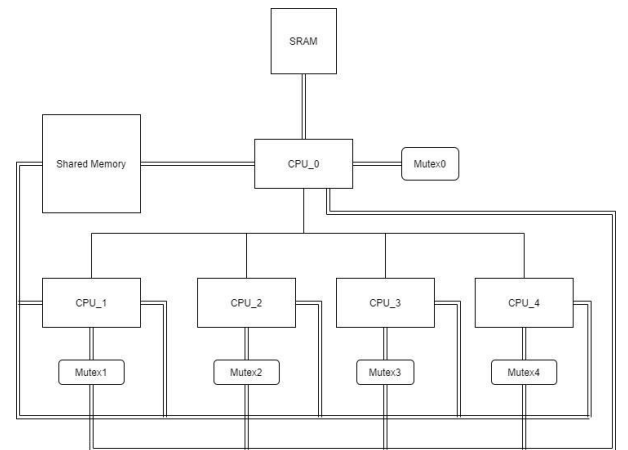 SRAM
Shared Memory
CPU_0
Mutex0
CPU_1
CPU_2
CPU_3
CPU_4
Mutex1
Mutex2
Mutex3
Mutex4